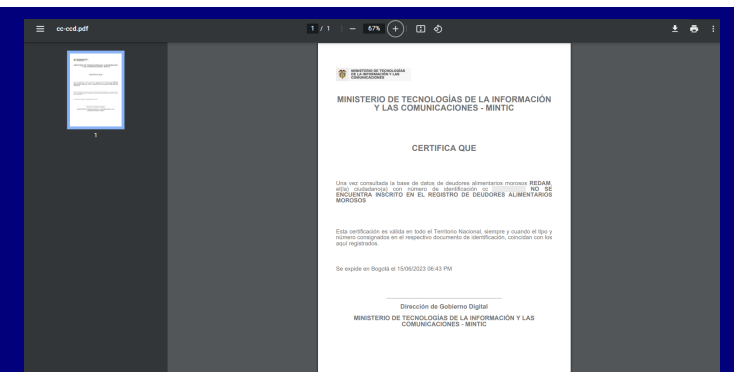 cc-ccd.pdf
1 / 1
67%
1
MINISTERIO DE TECNOLOGÍAS
DE LA INFORMACIÓN Y LAS
COMUNICACIONES
MINISTERIO DE TECNOLOGÍAS DE LA INFORMACIÓN
Y LAS COMUNICACIONES - MINTIC
CERTIFICA QUE
Una vez consultada la base de datos de deudores alimentarios morosos REDAM,
el(la) ciudadano(a) con número de identificación cc NO SE
ENCUENTRA INSCRITO EN EL REGISTRO DE DEUDORES ALIMENTARIOS
MOROSOS
Esta certificación es válida en todo el Territorio Nacional, siempre y cuando el tipo y
número consignados en el respectivo documento de identificación, coincidan con los
aquí registrados.
Se expide en Bogotá el 15/06/2023 06:43 PM
Dirección de Gobierno Digital
MINISTERIO DE TECNOLOGÍAS DE LA INFORMACIÓN Y LAS
COMUNICACIONES - MINTIC